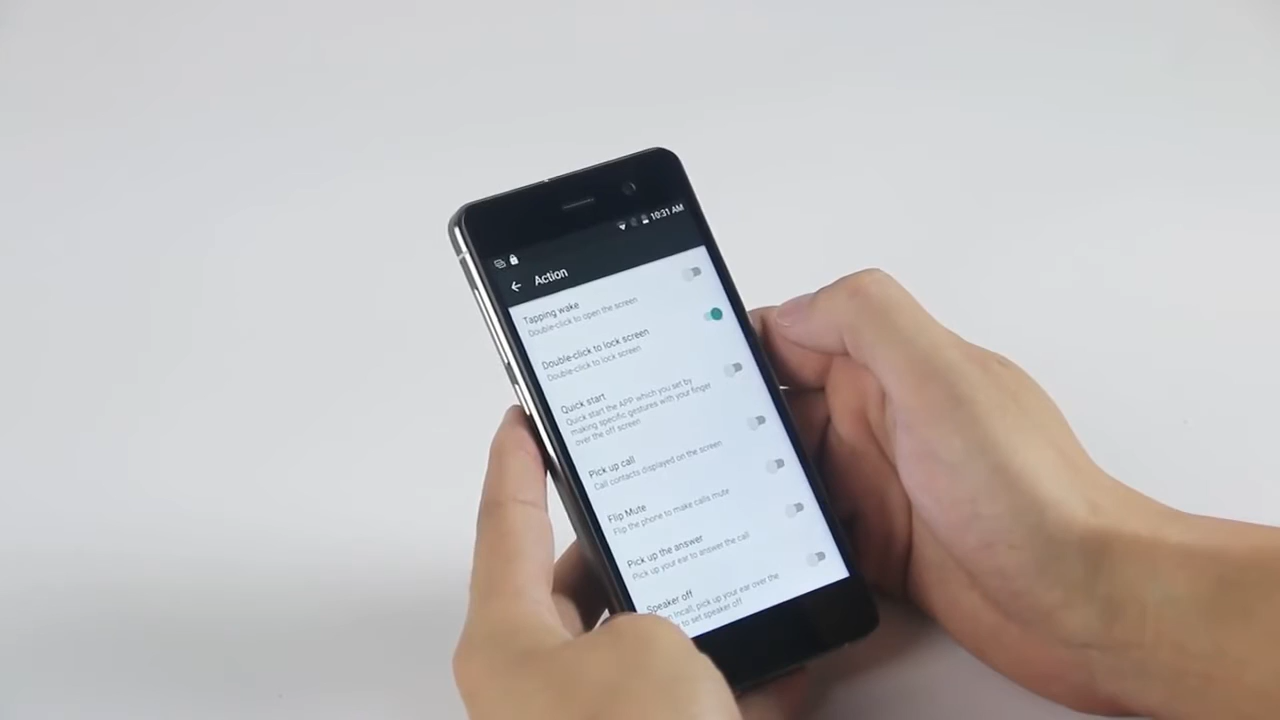 10:31 AM
Action
Tapping wake
Double-click to open the screen
Double-click to lock screen
Double-click to lock screen
Quick start
Quick start the APP which you set by
making specific gestures with your finger
over the off screen
Pick up call
Call contacts displayed on the screen
Flip Mute
Flip the phone to make calls mute
Pick up the answer
Pick up your ear to answer the call
Speaker off
Incall, pick up your ear over the
to set speaker off